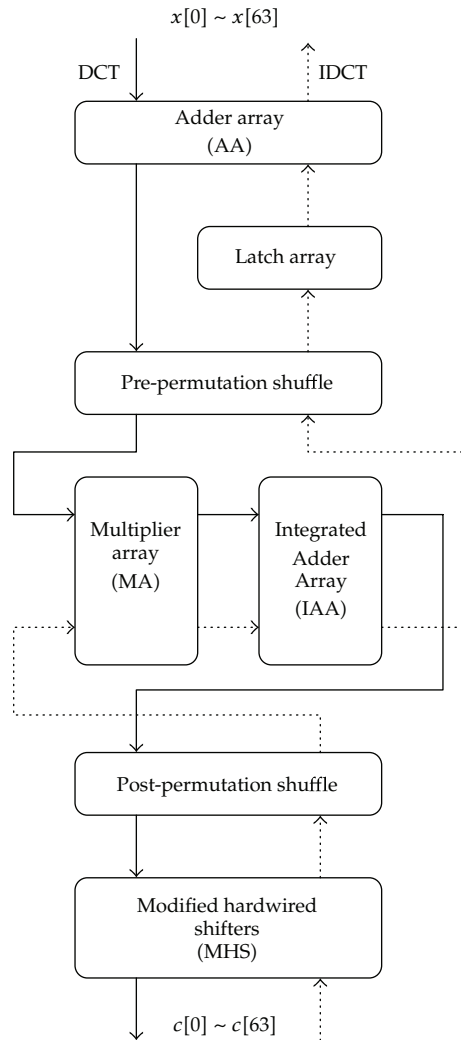 x[0] ~ x[63]
DCT
IDCT
Adder array
(AA)
Latch array
Pre-permutation shuffle
Multiplier
array
(MA)
Integrated
Adder
Array
(IAA)
Post-permutation shuffle
Modified hardwired
shifters
(MHS)
c[0] ~ c[63]